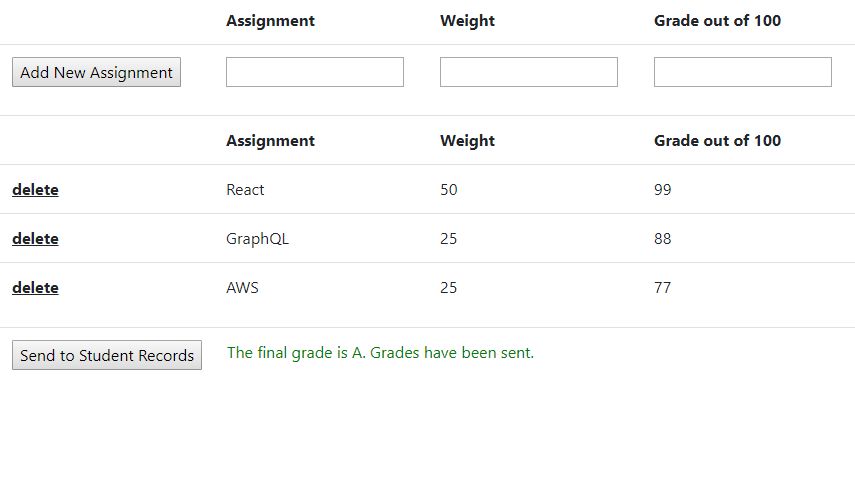 Assignment Weight Grade out of 100
Add New Assignment
Assignment Weight Grade out of 100
delete React 50 99
delete GraphQL 25 88
delete AWS 25 77
Send to Student Records The final grade is A. Grades have been sent.